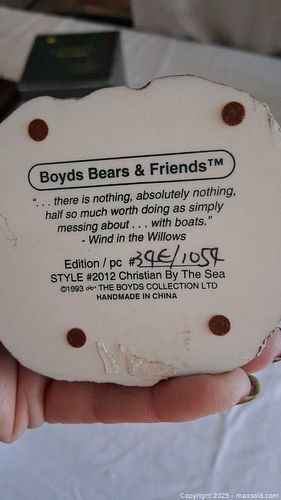 Boyds Bears & Friends™
"... there is nothing, absolutely nothing,
half so much worth doing as simply
messing about ... with boats."
- Wind in the Willows
Edition / pc #34E/1054
STYLE #2012 Christian By The Sea
©1993 THE BOYDS COLLECTION LTD
HANDMADE IN CHINA
Copyright 2025 - maxsold.com